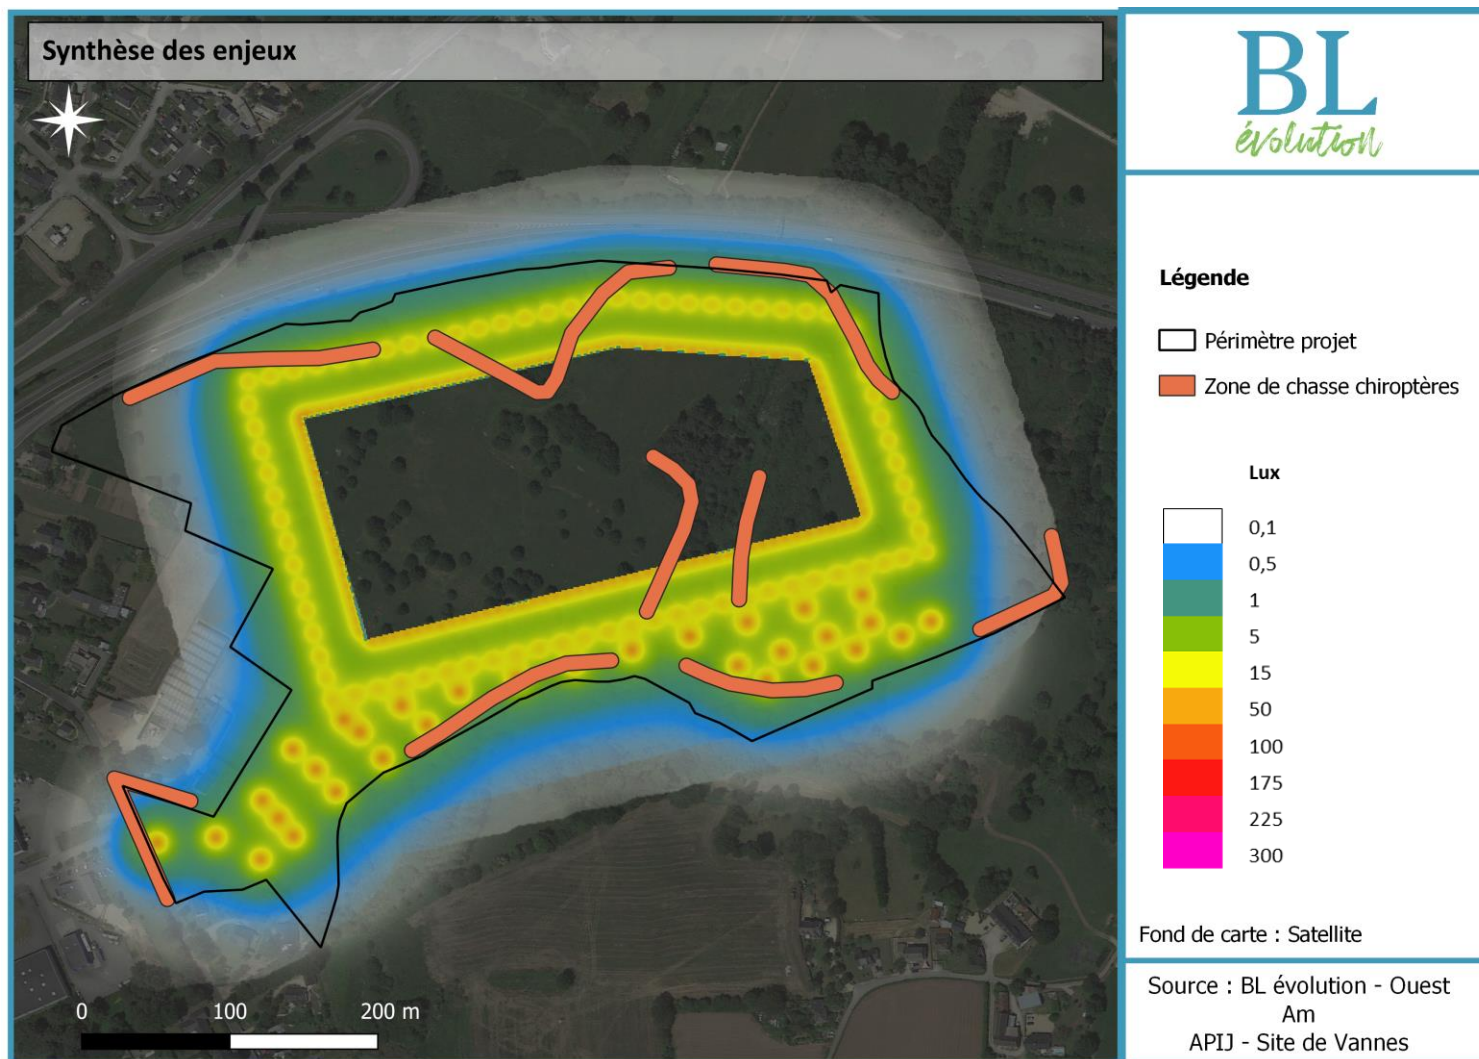 Synthèse des enjeux
BL
évolution
Légende
Périmètre projet
Zone de chasse chiroptères
Lux
0,1
0,5
1
5
15
50
100
175
225
300
Fond de carte : Satellite
Source : BL évolution - Ouest
Am
APIJ - Site de Vannes
0 100 200 m